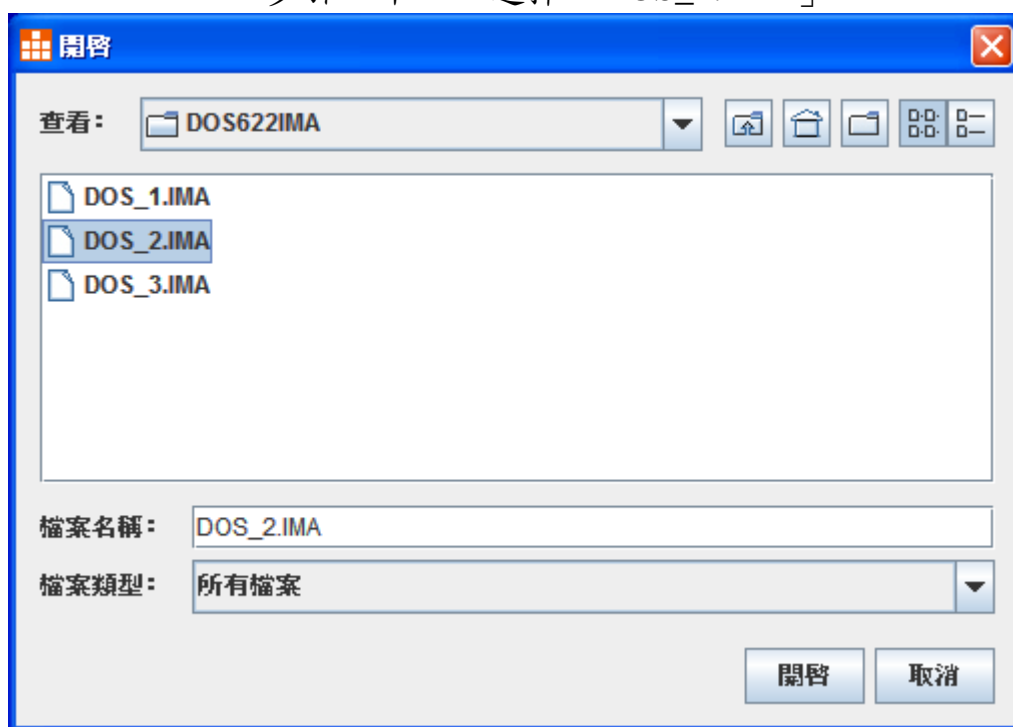 開啓
查看：
DOS622IMA
DOS_1.IMA
DOS_2.IMA
DOS_3.IMA
檔案名稱： DOS_2.IMA
檔案類型： 所有檔案
開啓 取消